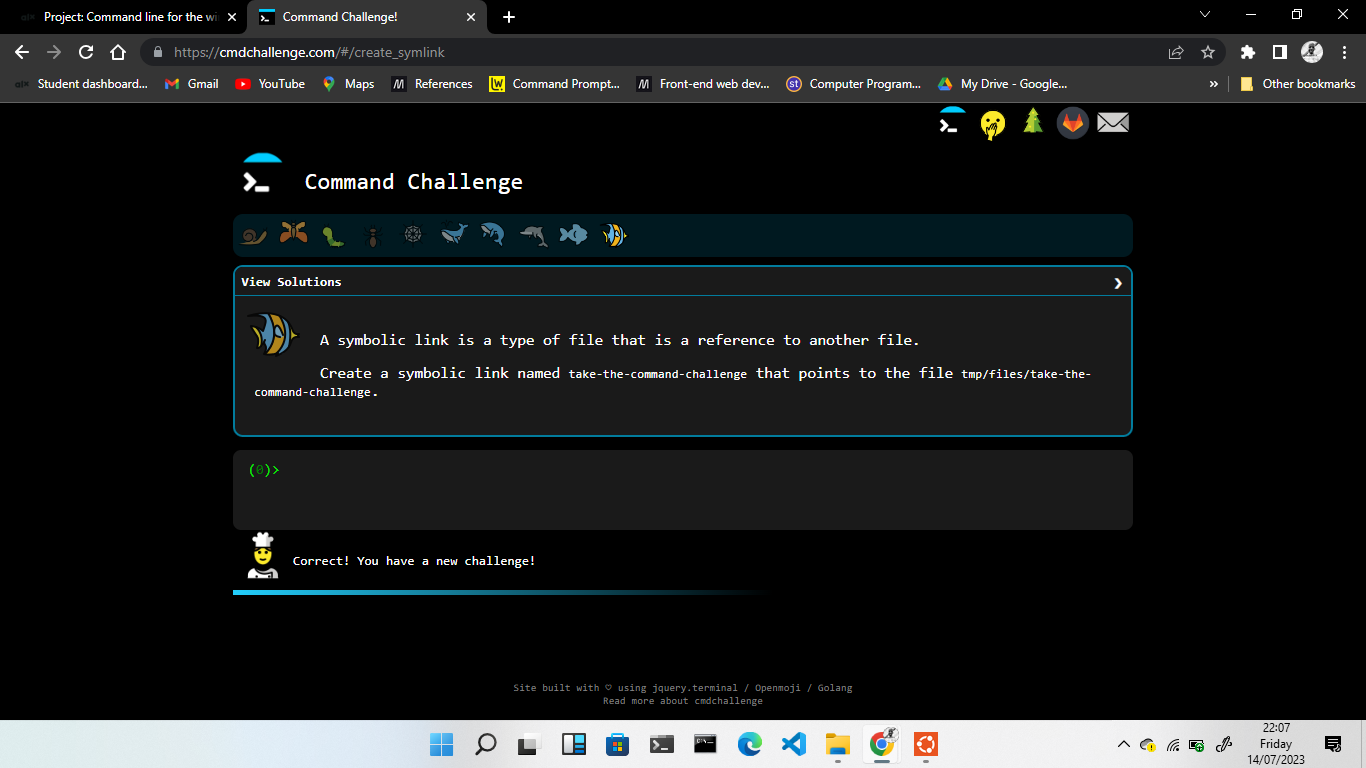 Project: Command line for the wi
Command Challenge!
https://cmdchallenge.com/#/create_symlink
Student dashboard...
Gmail
YouTube
Maps
References
Command Prompt...
Front-end web dev...
Computer Program...
My Drive - Google...
»
Other bookmarks
Command Challenge
View Solutions
A symbolic link is a type of file that is a reference to another file.
Create a symbolic link named take-the-command-challenge that points to the file tmp/files/take-the-
command-challenge.
(0)>
Correct! You have a new challenge!
Site built with ♡ using jquery.terminal / Openmoji / Golang
Read more about cmdchallenge
22:07
Friday
14/07/2023